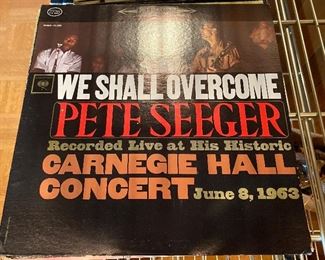 WE SHALL OVERCOME
PETE SEEGER
Recorded Live at His Historic
CARNEGIE HALL
CONCERT June 8, 1963